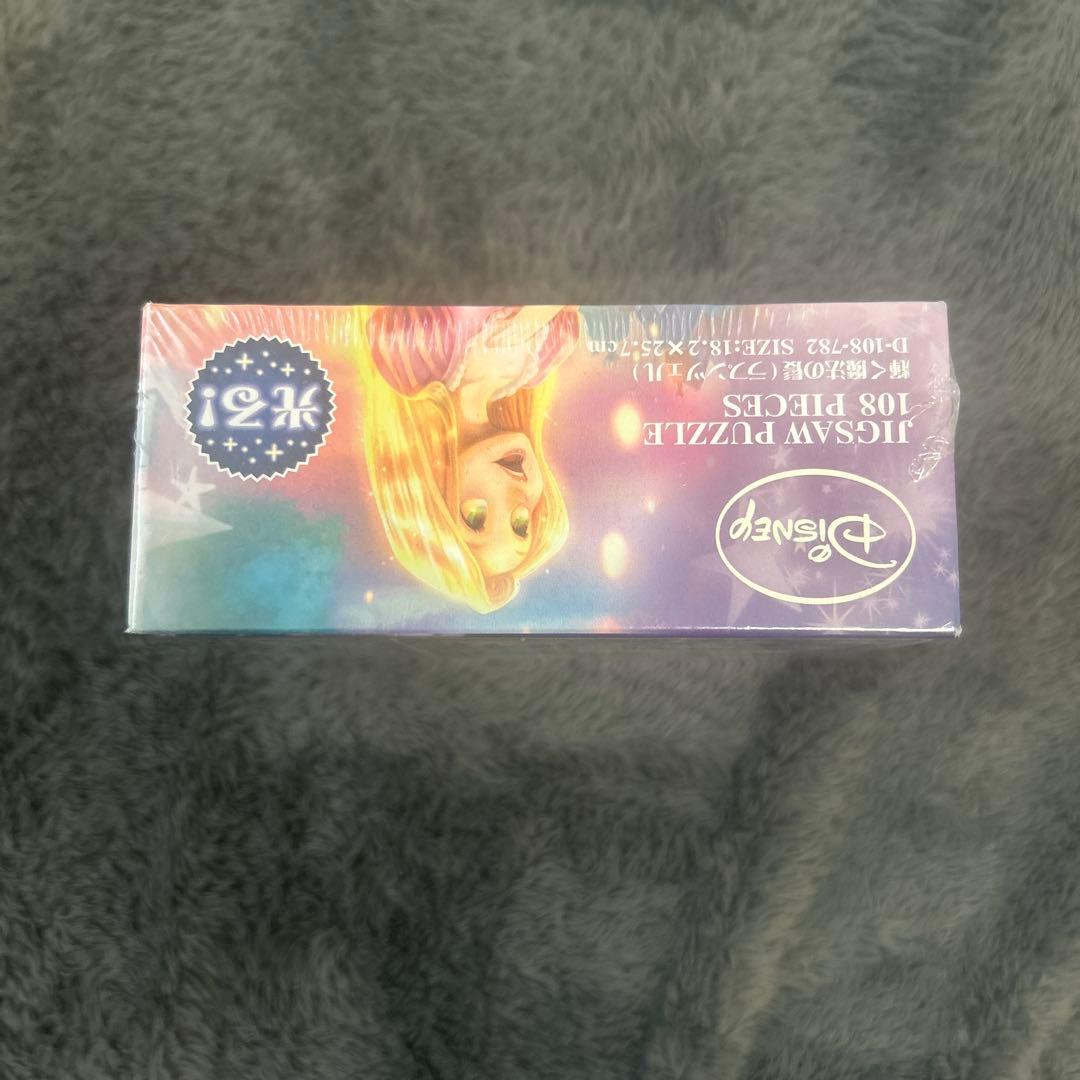 Disney
JIGSAW PUZZLE
108 PIECES
輝く魔法の髪（ラプンツェル）
D-108-782 SIZE:18.2×25.7cm
光る!